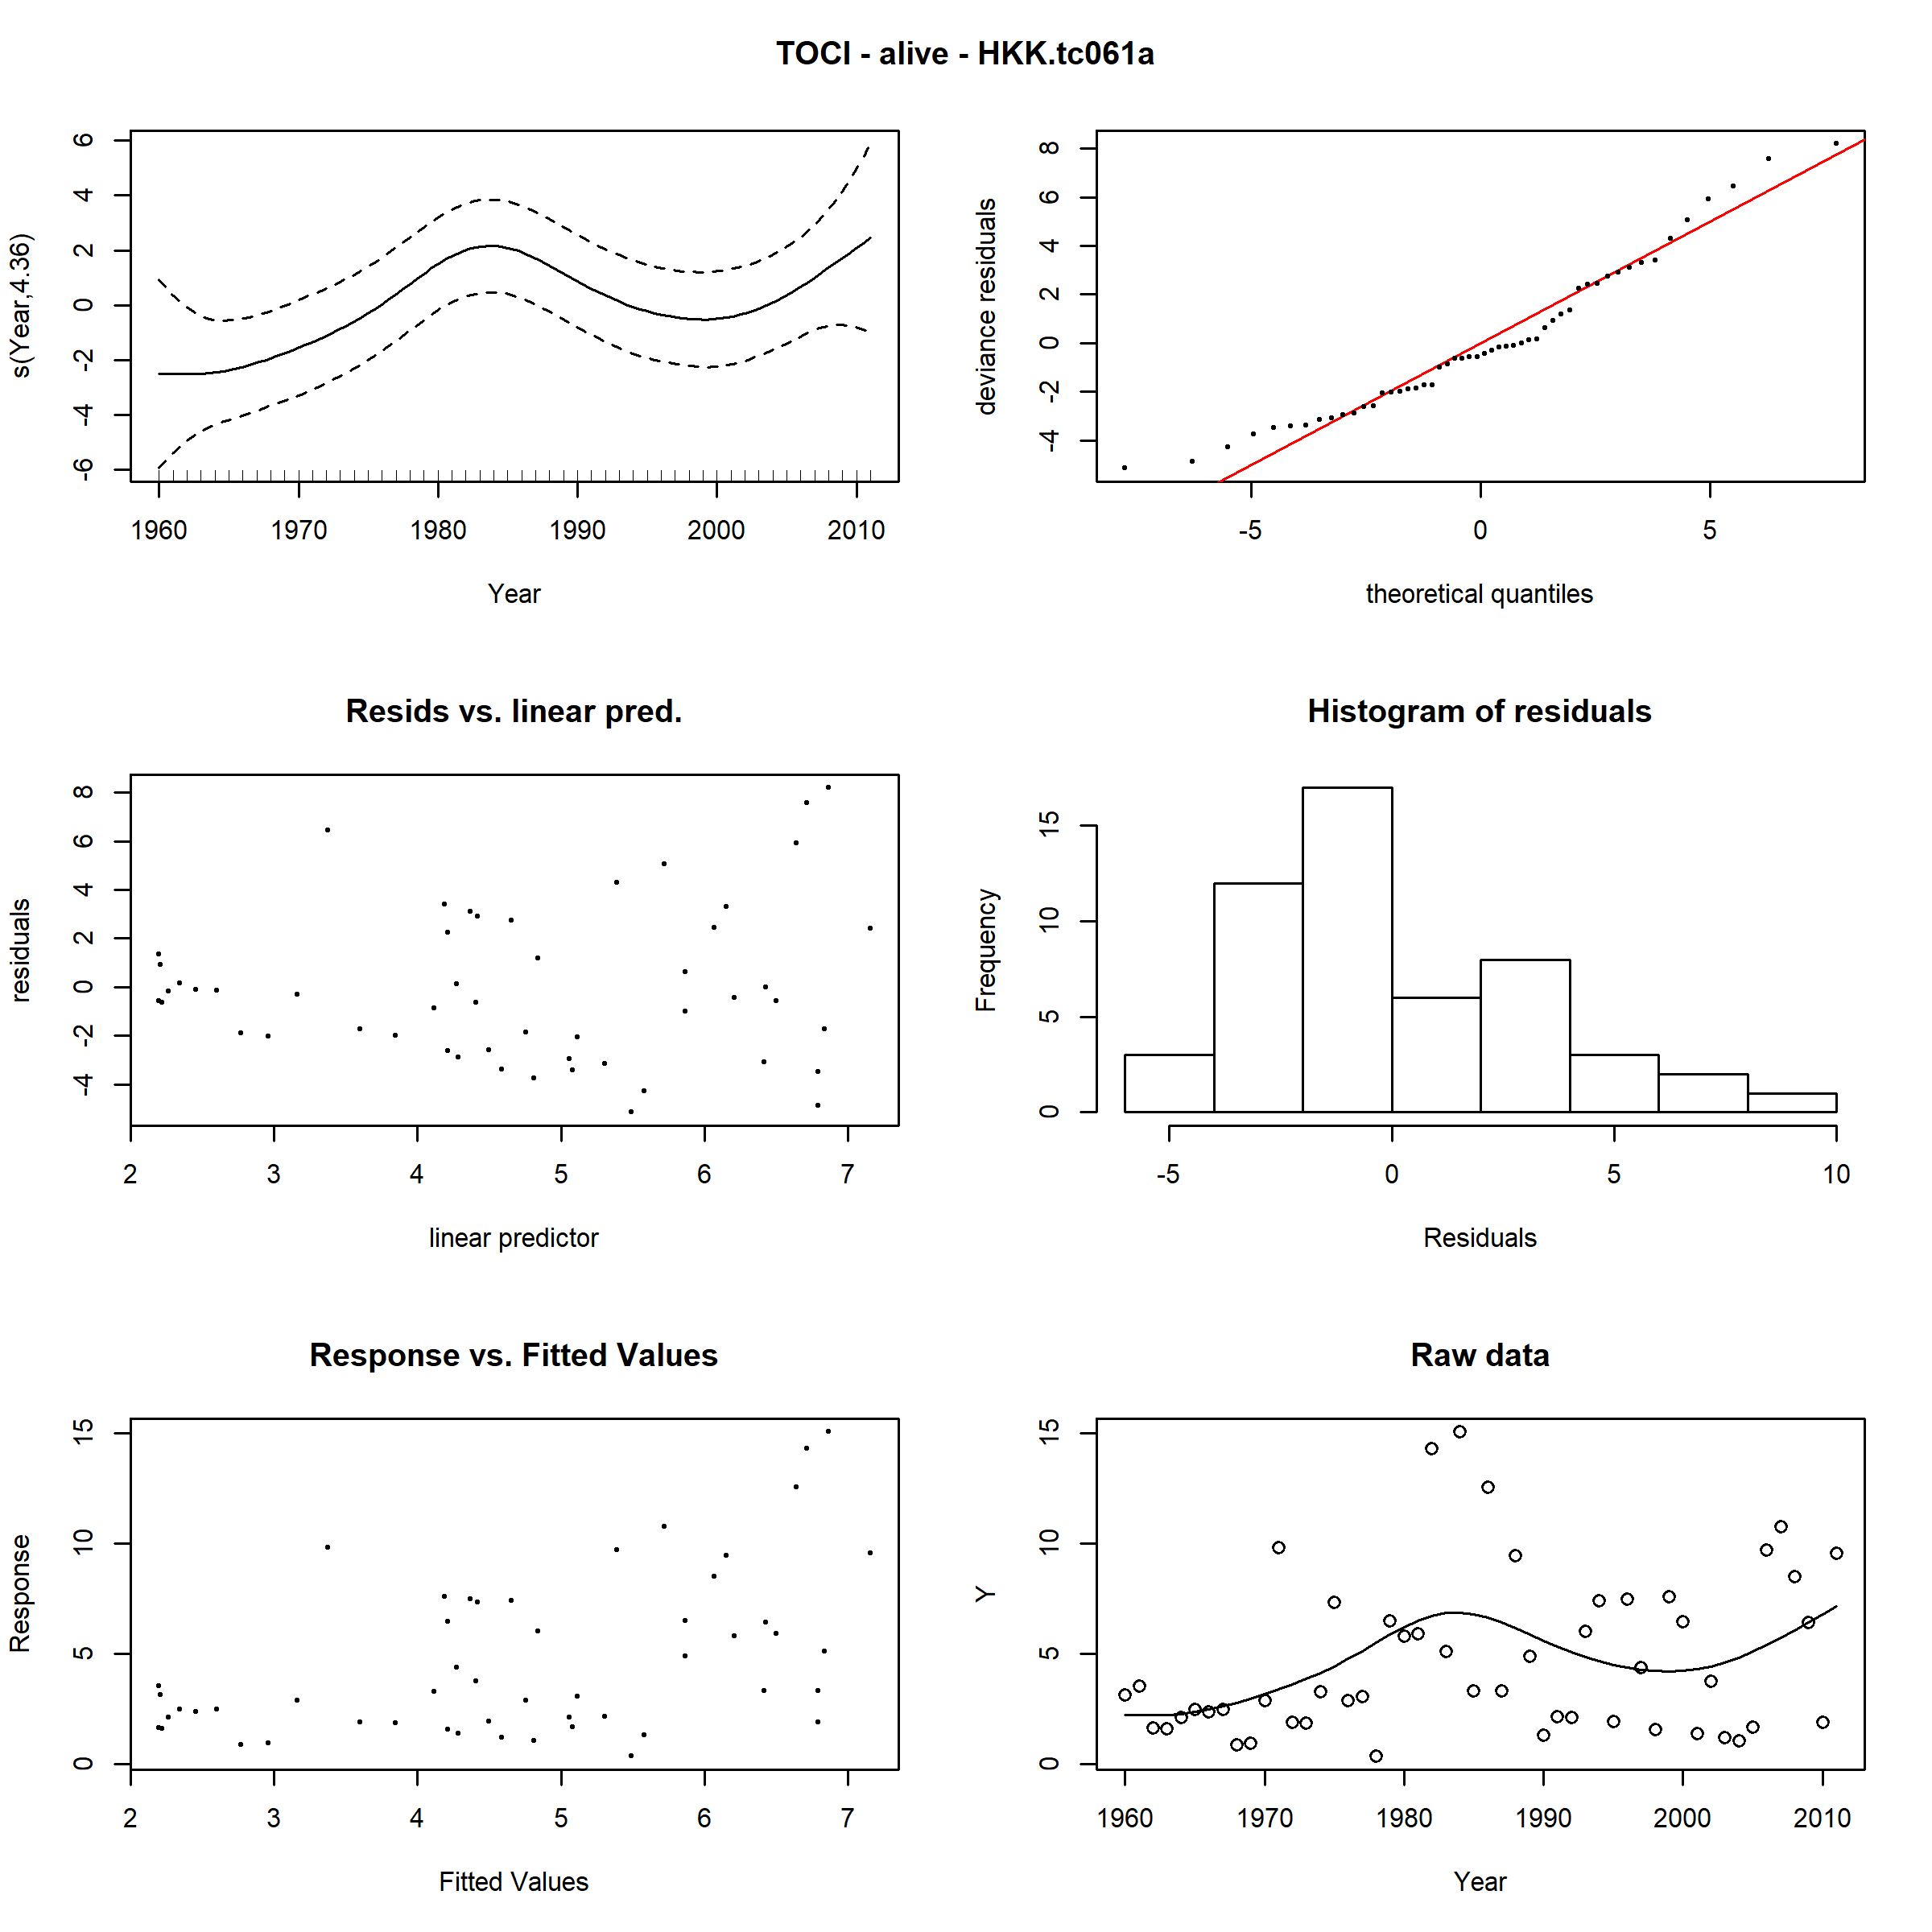 TOCI - alive - HKK.tc061a
s(Year,4.36)
6
4
2
0
-2
-4
-6
1960 1970 1980 1990 2000 2010
Year
deviance residuals
8
6
4
2
0
-2
-4
-5 0 5
theoretical quantiles
Resids vs. linear pred.
residuals
8
6
4
2
0
-2
-4
2 3 4 5 6 7
linear predictor
Histogram of residuals
Frequency
15
10
5
0
-5 0 5 10
Residuals
Response vs. Fitted Values
Response
15
10
5
0
2 3 4 5 6 7
Fitted Values
Raw data
Y
15
10
5
0
1960 1970 1980 1990 2000 2010
Year